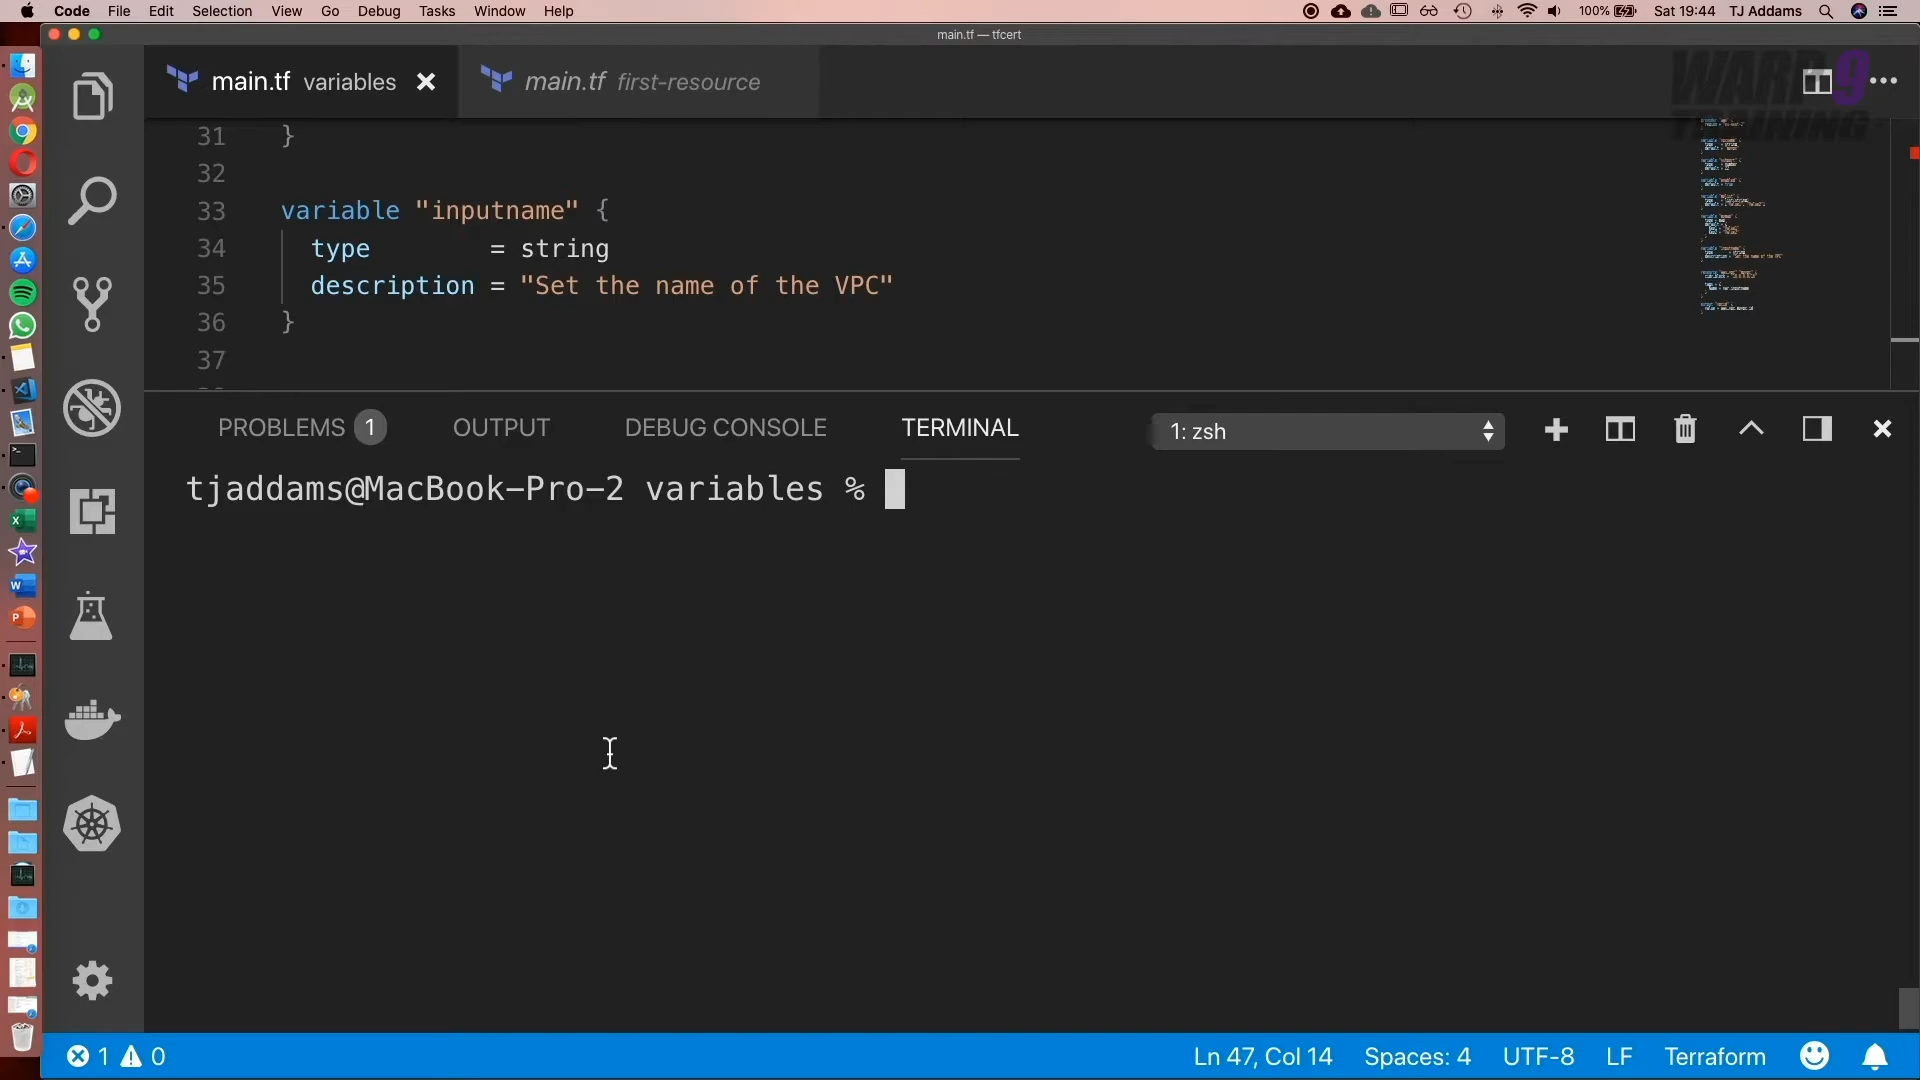 Code File Edit Selection View Go Debug Tasks Window Help 100% Sat 19:44 TJ Addams
main.tf — tfcert
main.tf variables main.tf first-resource
WARP 9
TRAINING
31 }
32
33 variable "inputname" {
34 type = string
35 description = "Set the name of the VPC"
36 }
37
PROBLEMS 1 OUTPUT DEBUG CONSOLE TERMINAL 1: zsh
tjaddams@MacBook-Pro-2 variables %
1 0 Ln 47, Col 14 Spaces: 4 UTF-8 LF Terraform